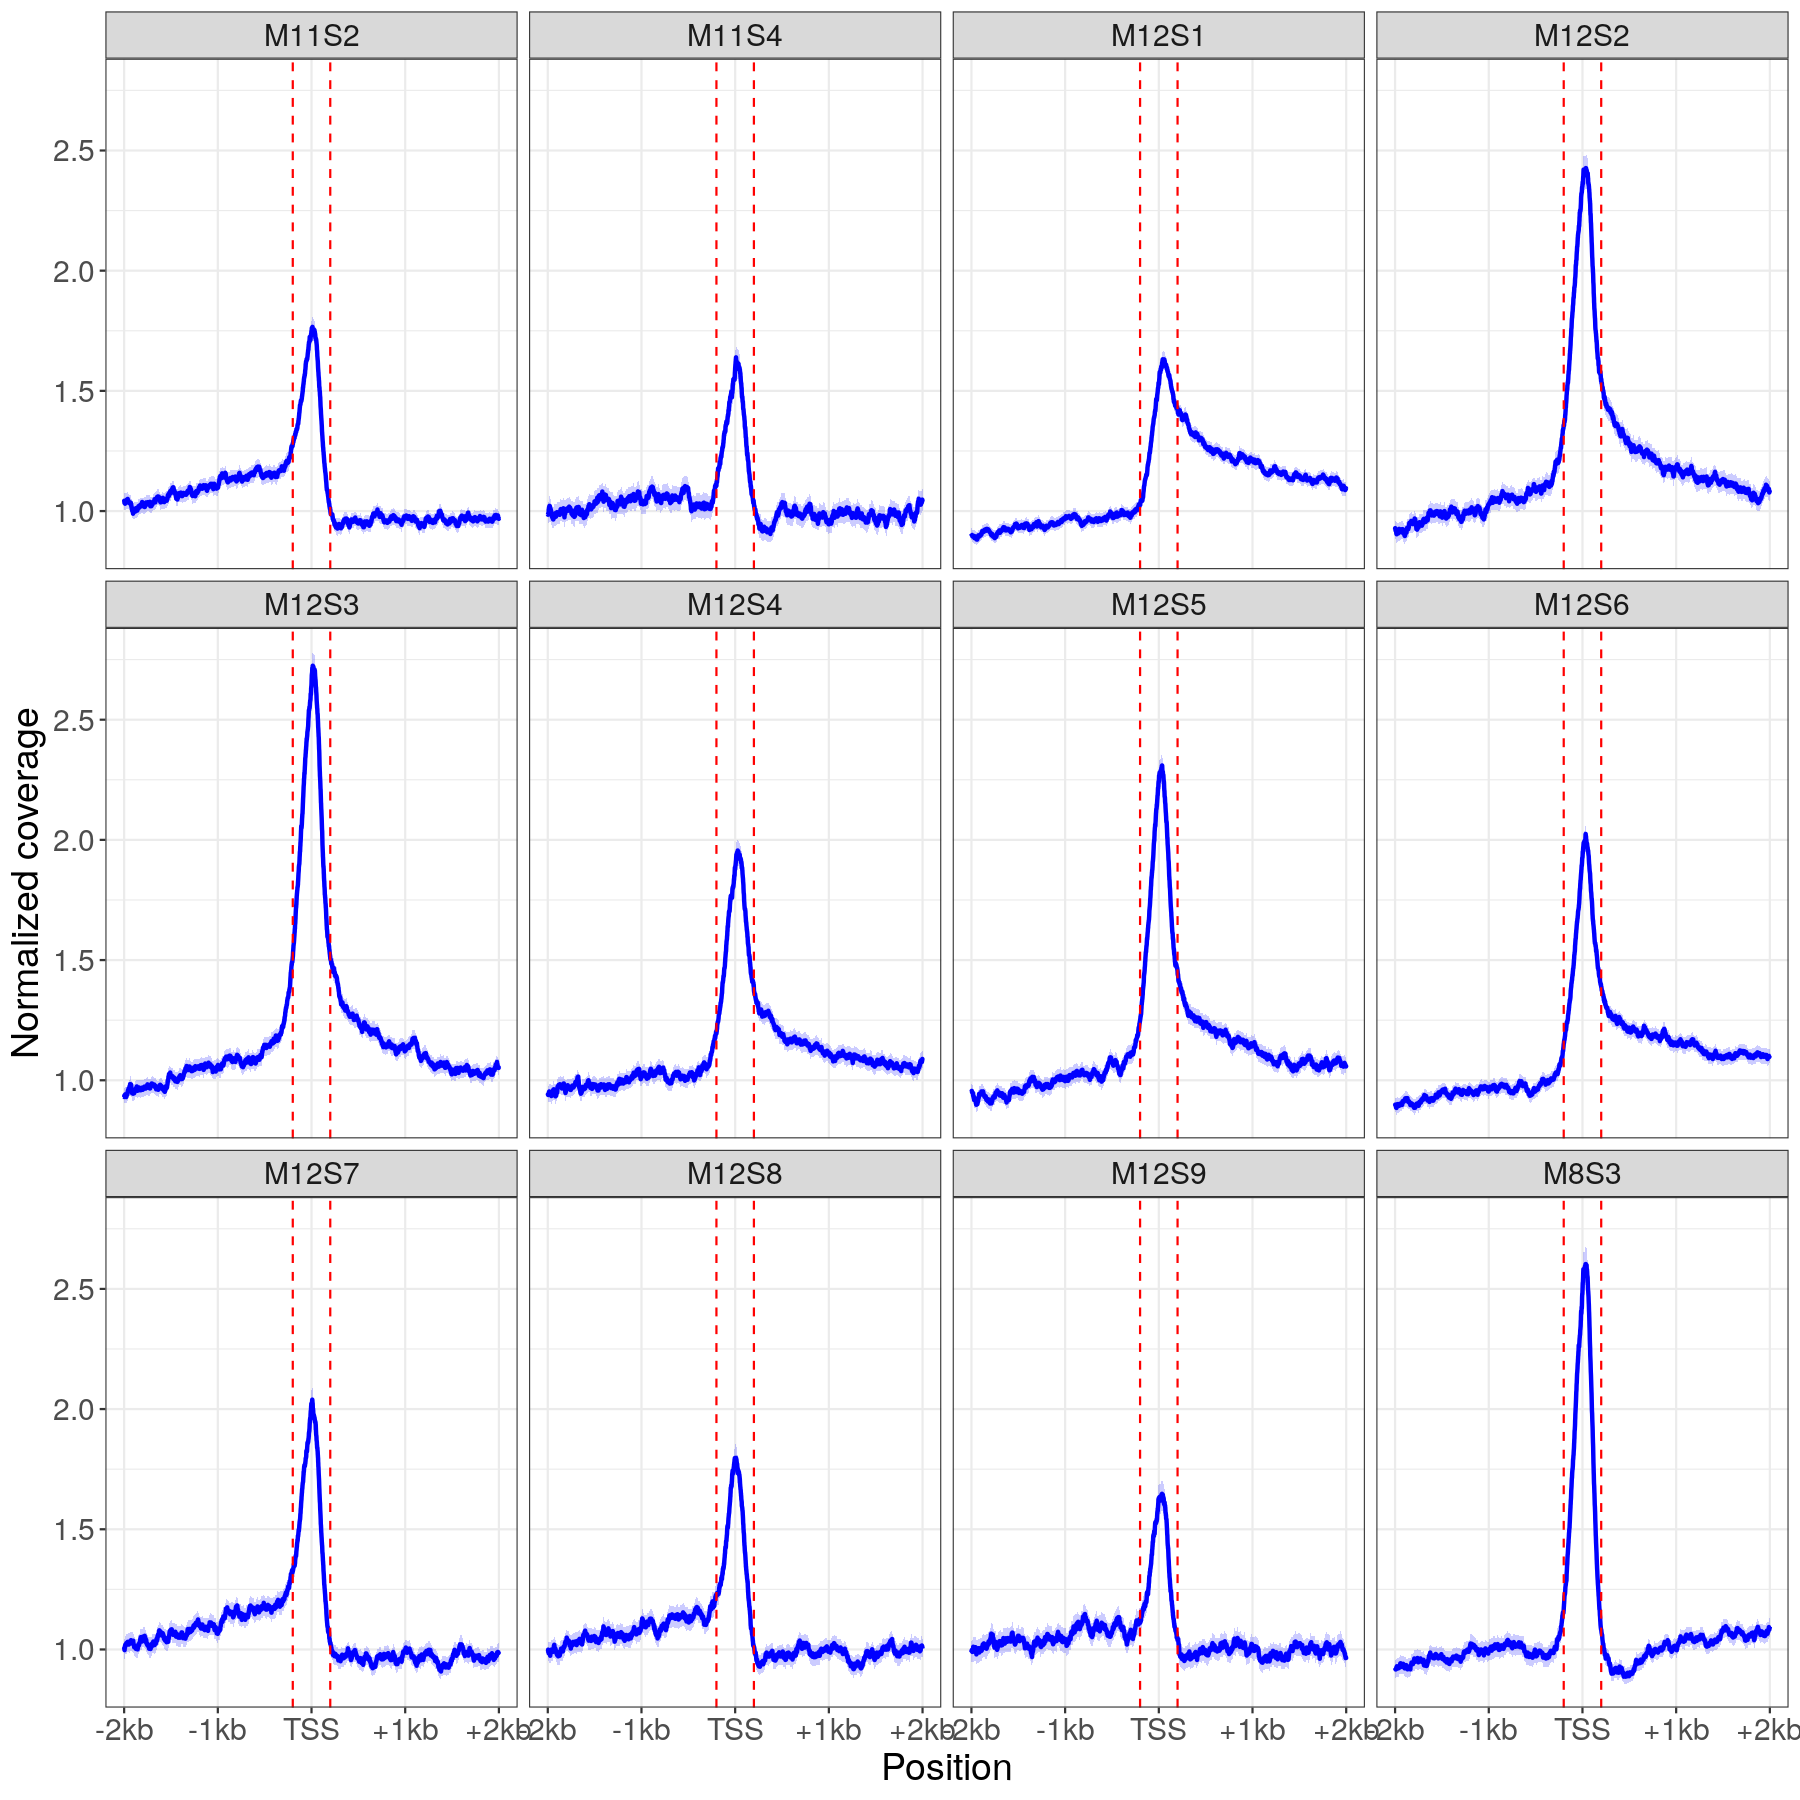 M11S2 M11S4 M12S1 M12S2
2.5
2.0
1.5
1.0
M12S3 M12S4 M12S5 M12S6
2.5
2.0
1.5
1.0
Normalized coverage
M12S7 M12S8 M12S9 M8S3
2.5
2.0
1.5
1.0
-2kb -1kb TSS +1kb +2kb -2kb -1kb TSS +1kb +2kb -2kb -1kb TSS +1kb +2kb -2kb -1kb TSS +1kb +2kb
Position